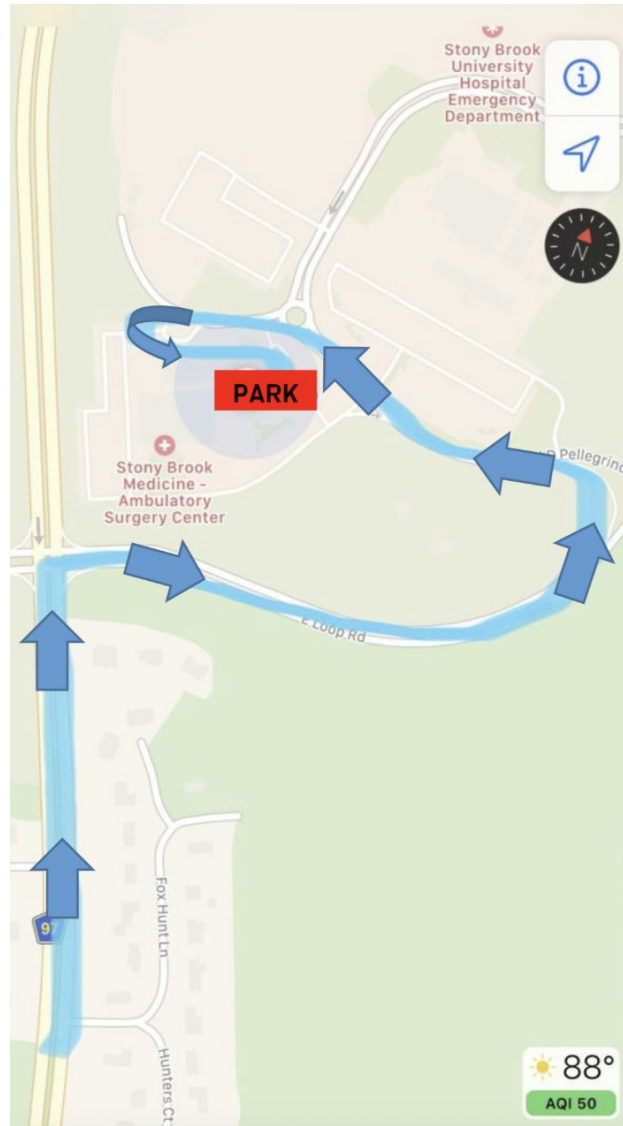 Stony Brook
University
Hospital
Emergency
Department
N
PARK
Stony Brook
Medicine -
Ambulatory
Surgery Center
D Pellegrino
E Loop Rd
97
Fox Hunt Ln
Hunters Ct
88°
AQI 50